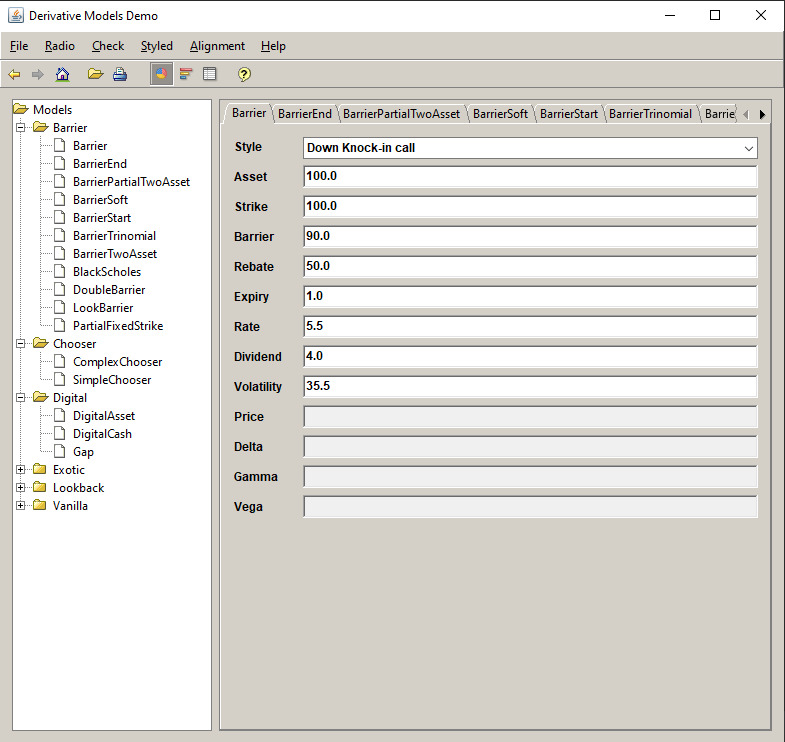 Derivative Models Demo
File Radio Check Styled Alignment Help
Models
Barrier
Barrier
BarrierEnd
BarrierPartialTwoAsset
BarrierSoft
BarrierStart
BarrierTrinomial
BarrierTwoAsset
BlackScholes
DoubleBarrier
LookBarrier
PartialFixedStrike
Chooser
ComplexChooser
SimpleChooser
Digital
DigitalAsset
DigitalCash
Gap
Exotic
Lookback
Vanilla
Barrier BarrierEnd BarrierPartialTwoAsset BarrierSoft BarrierStart BarrierTrinomial Barrie
Style Down Knock-in call
Asset 100.0
Strike 100.0
Barrier 90.0
Rebate 50.0
Expiry 1.0
Rate 5.5
Dividend 4.0
Volatility 35.5
Price
Delta
Gamma
Vega